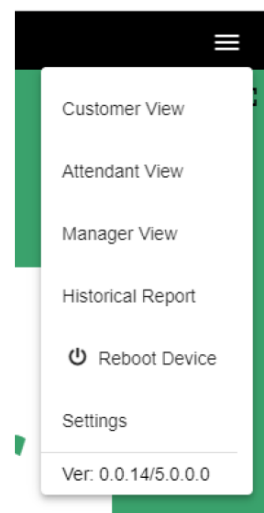 Customer View
Attendant View
Manager View
Historical Report
Reboot Device
Settings
Ver: 0.0.14/5.0.0.0